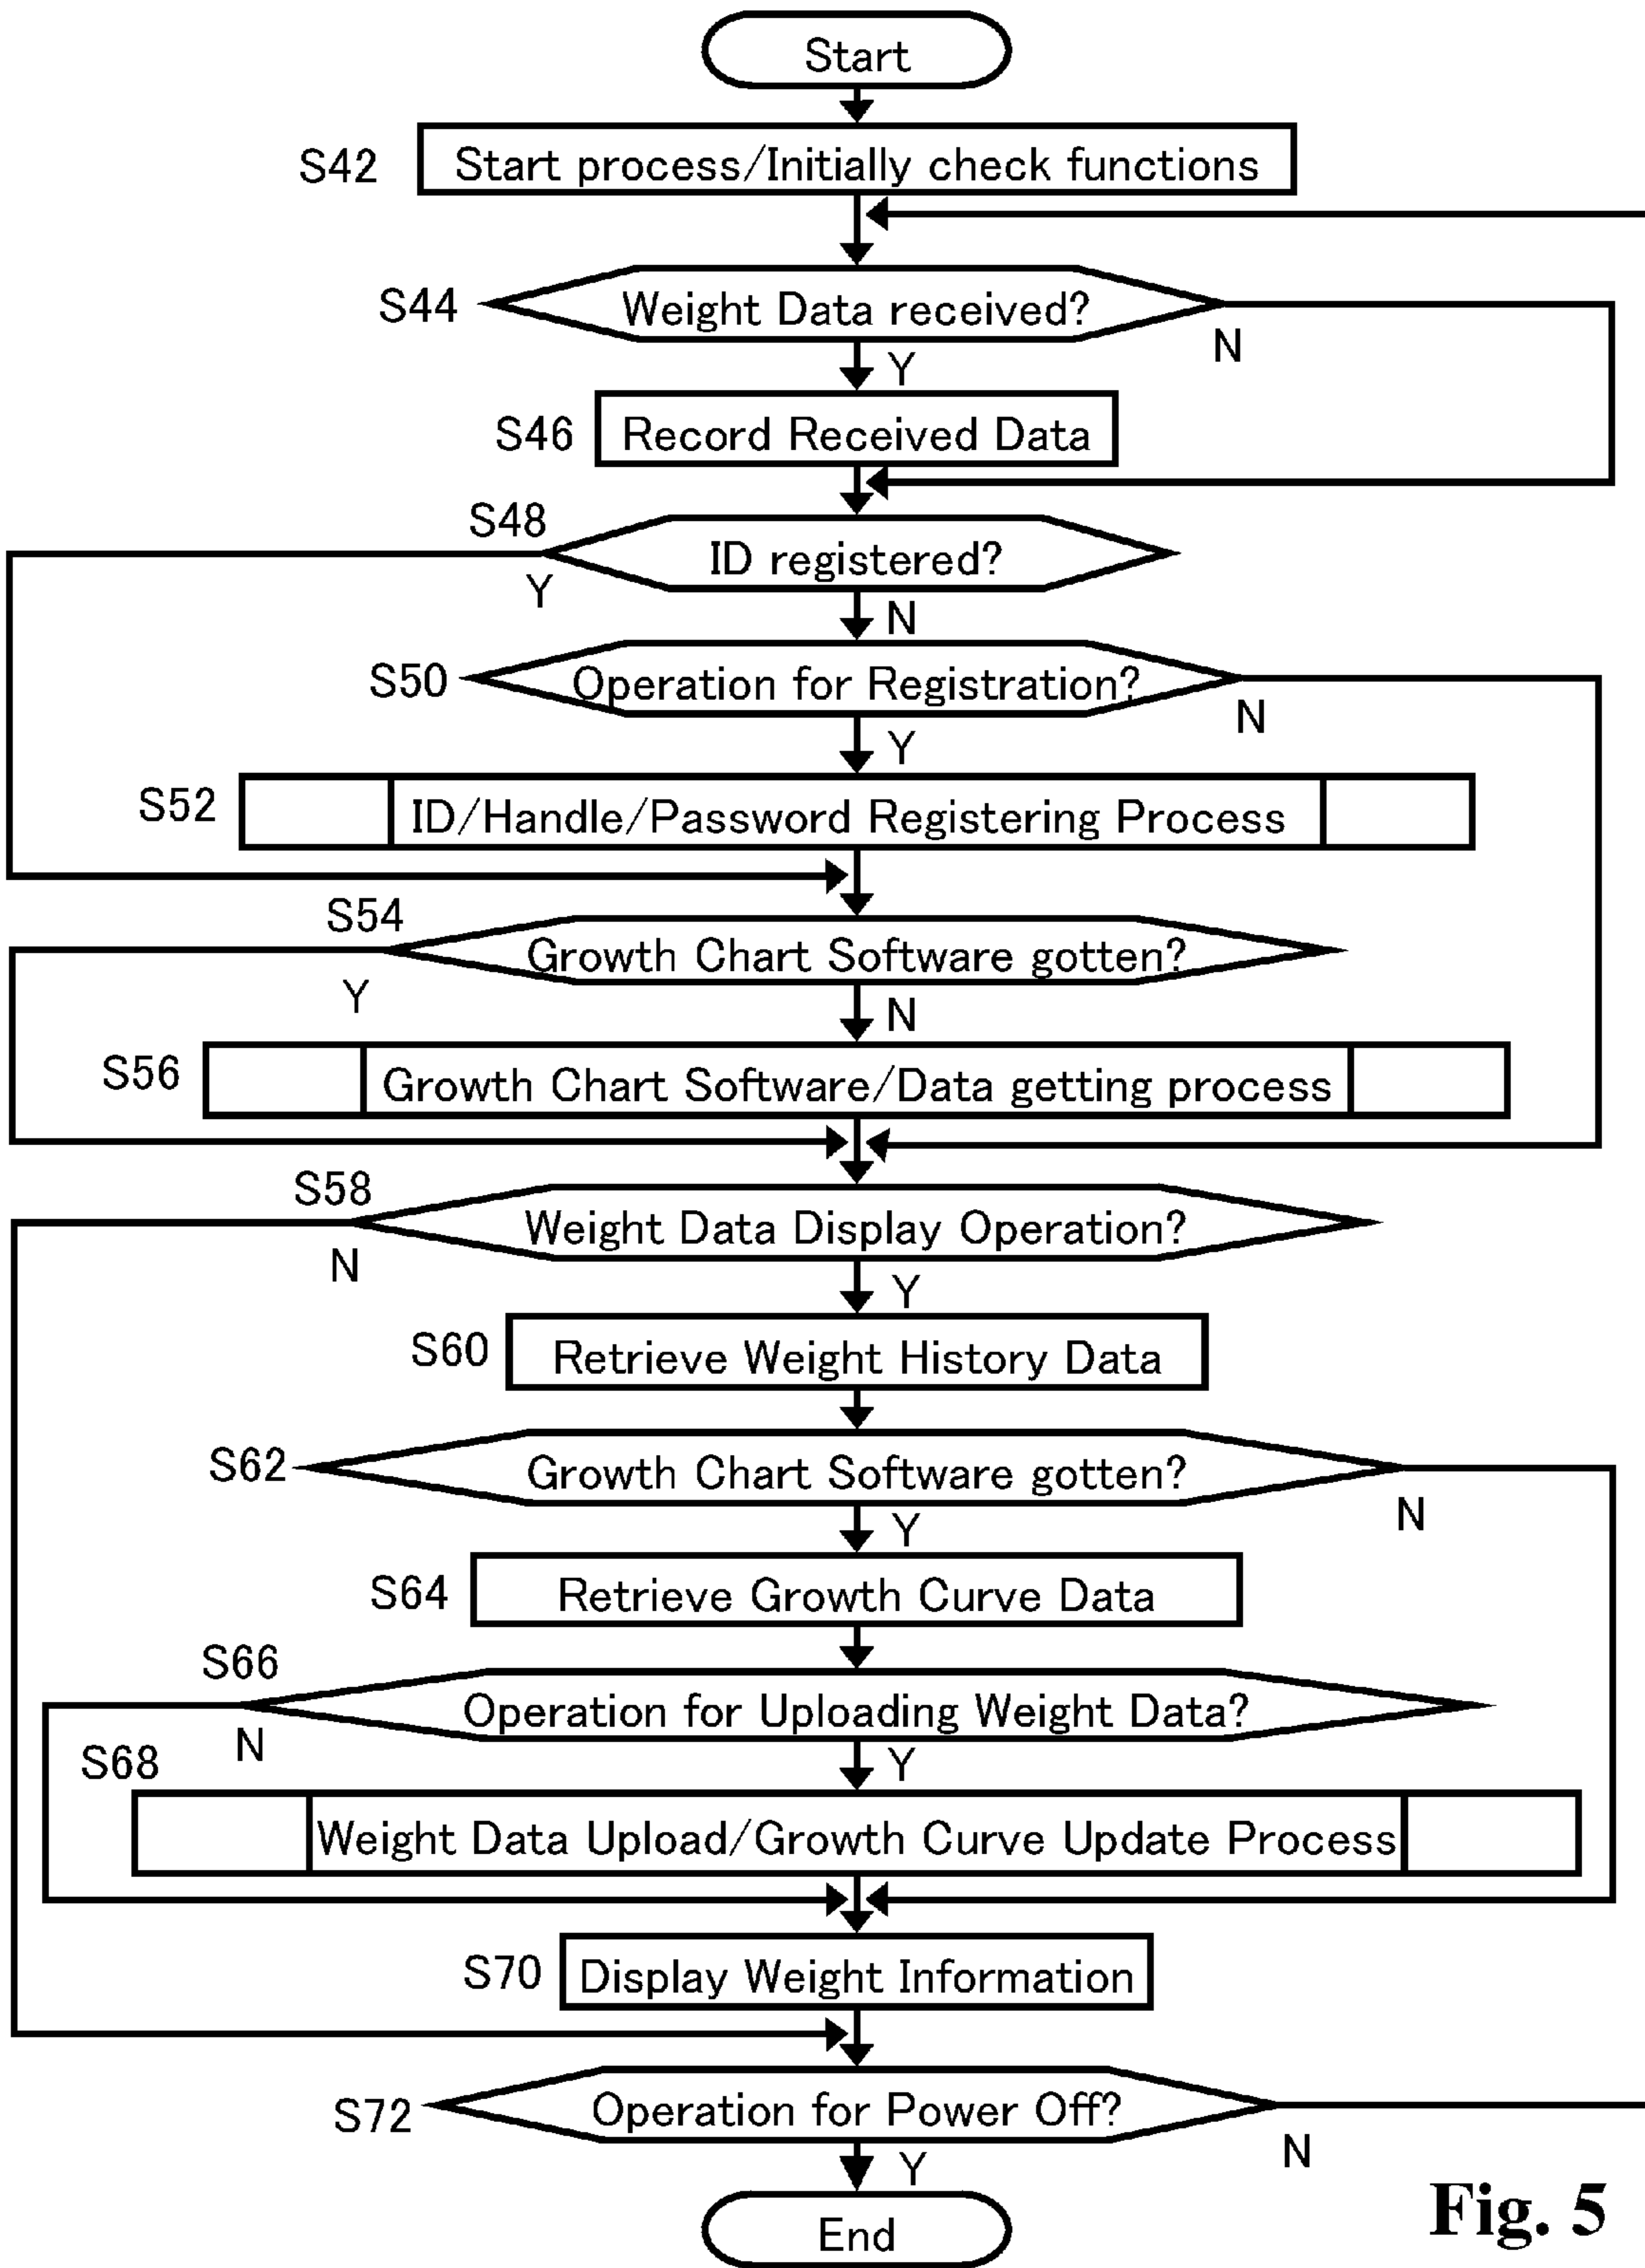 Start
S42
Start process/Initially check functions
S44
Weight Data received?
N
Y
S46
Record Received Data
S48
ID registered?
Y
N
S50
Operation for Registration?
N
Y
S52
ID/Handle/Password Registering Process
S54
Growth Chart Software gotten?
Y
N
S56
Growth Chart Software/Data getting process
S58
Weight Data Display Operation?
N
Y
S60
Retrieve Weight History Data
S62
Growth Chart Software gotten?
N
Y
S64
Retrieve Growth Curve Data
S66
Operation for Uploading Weight Data?
N
Y
S68
Weight Data Upload/Growth Curve Update Process
S70
Display Weight Information
S72
Operation for Power Off?
N
Y
End
Fig. 5